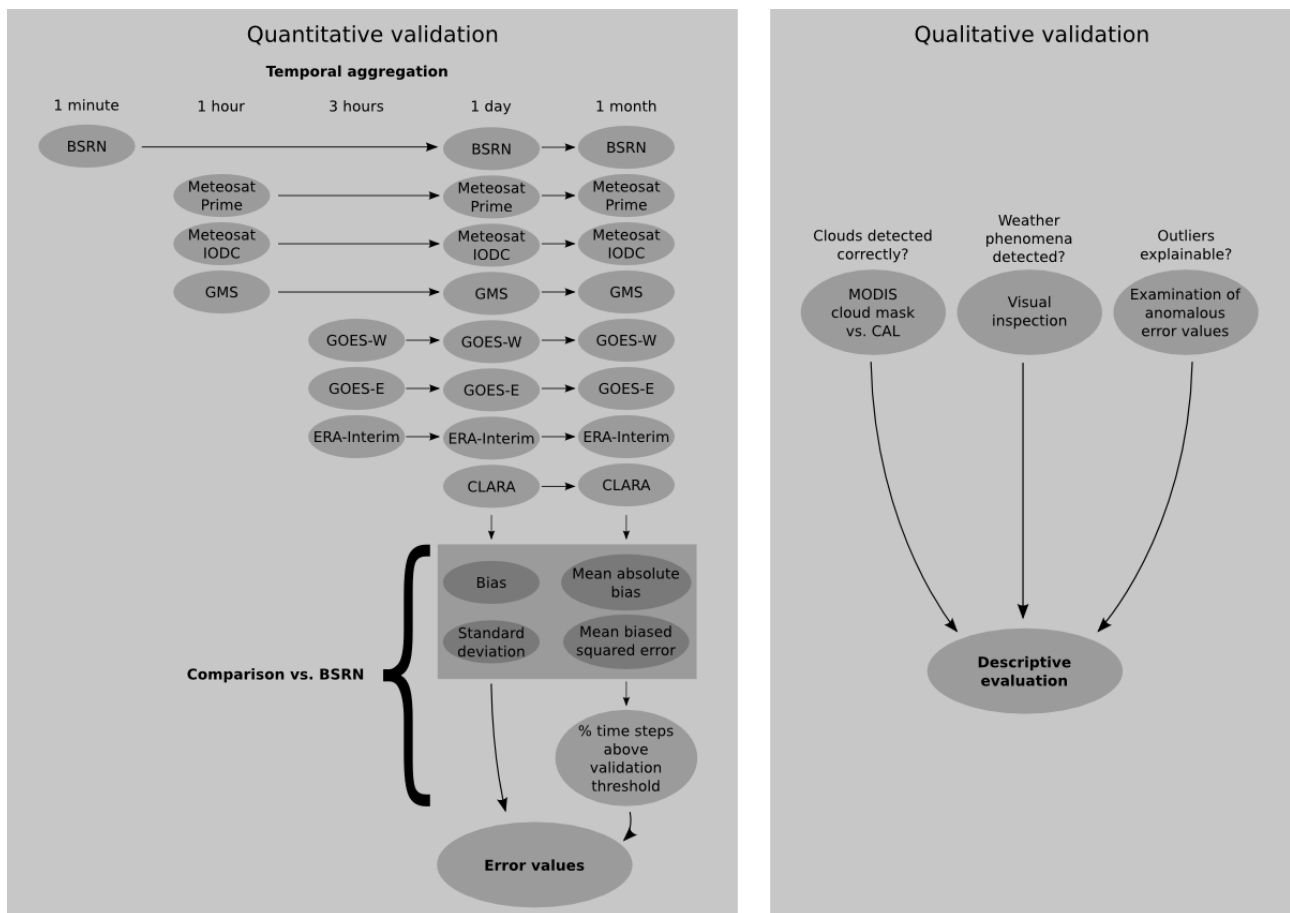 Quantitative validation
Temporal aggregation
1 minute
1 hour
3 hours
1 day
1 month
BSRN
BSRN
BSRN
Meteosat
Prime
Meteosat
Prime
Meteosat
Prime
Meteosat
IODC
Meteosat
IODC
Meteosat
IODC
GMS
GMS
GMS
GOES-W
GOES-W
GOES-W
GOES-E
GOES-E
GOES-E
ERA-Interim
ERA-Interim
ERA-Interim
CLARA
CLARA
Bias
Mean absolute
bias
Standard
deviation
Mean biased
squared error
Comparison vs. BSRN
% time steps
above
validation
threshold
Error values
Qualitative validation
Clouds detected
correctly?
Weather
phenomena
detected?
Outliers
explainable?
MODIS
cloud mask
vs. CAL
Visual
inspection
Examination of
anomalous
error values
Descriptive
evaluation